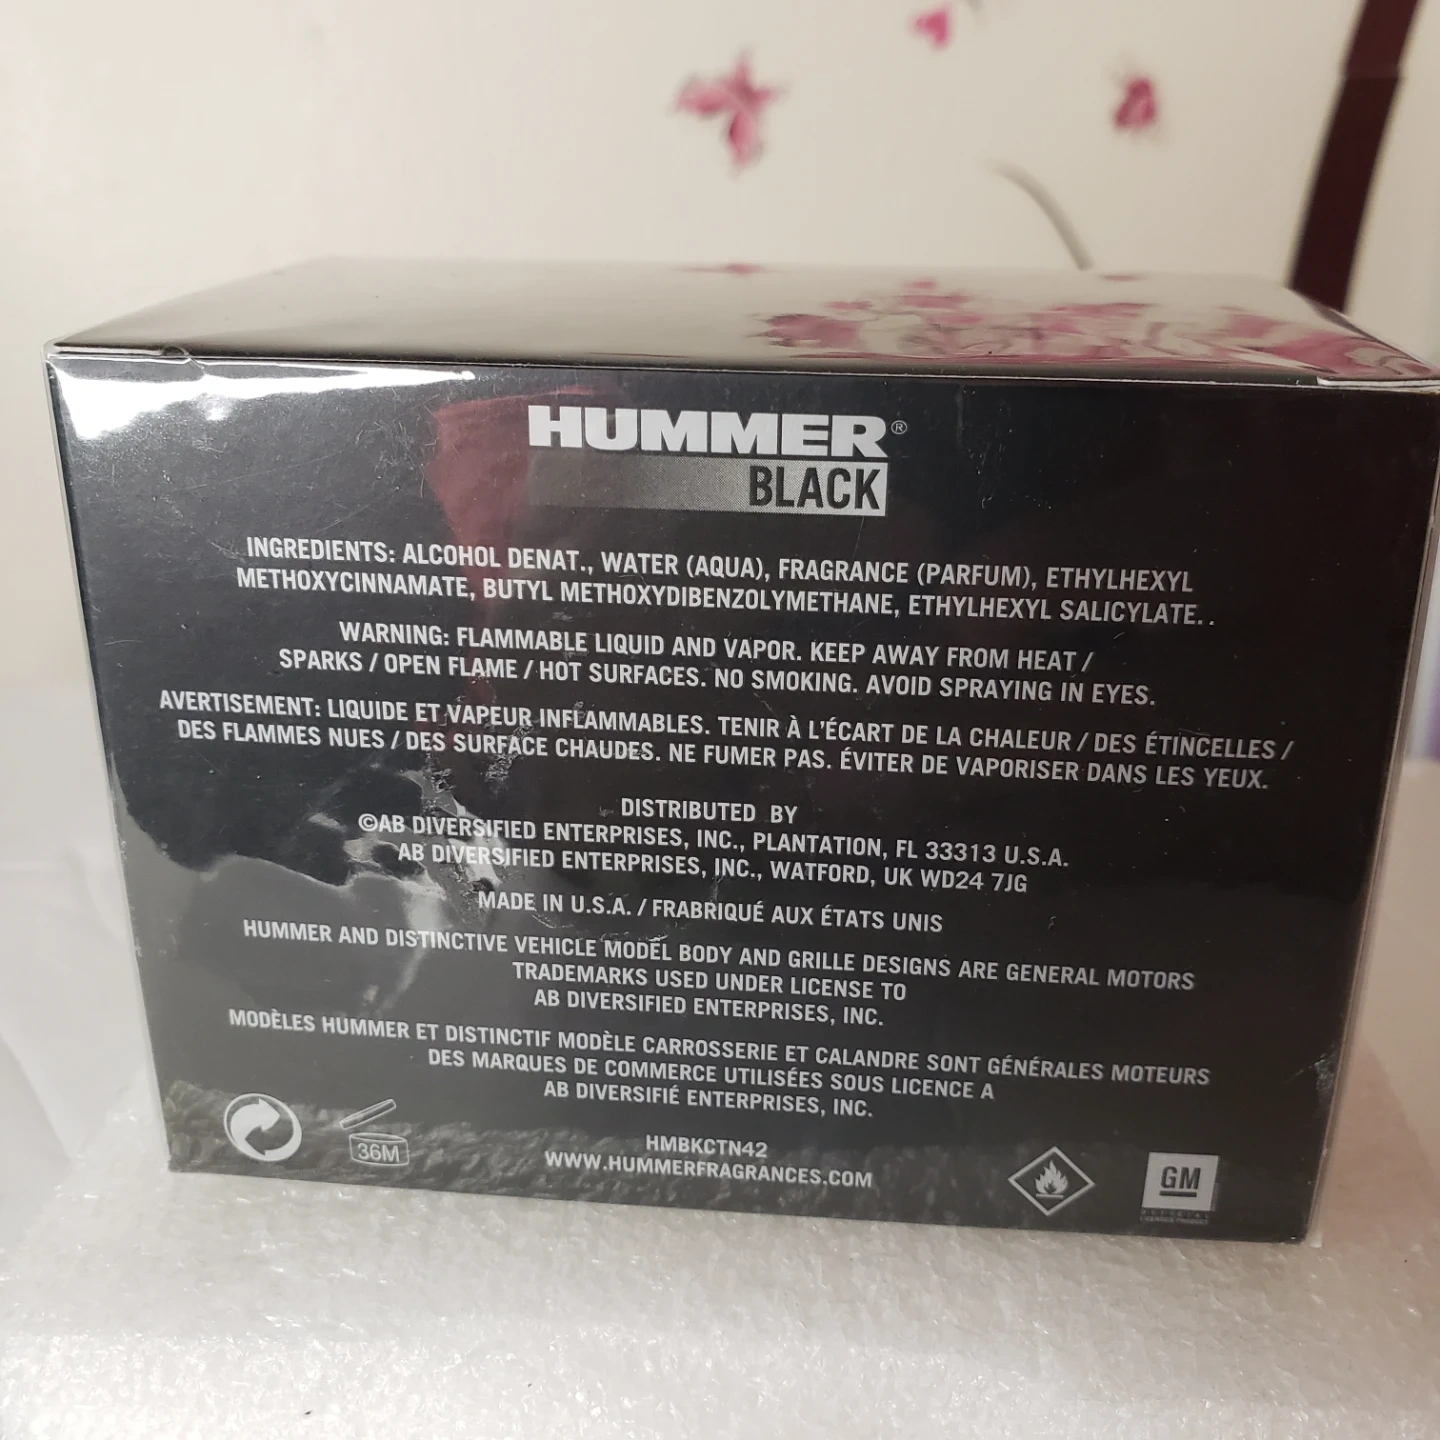 HUMMER®
BLACK
INGREDIENTS: ALCOHOL DENAT., WATER (AQUA), FRAGRANCE (PARFUM), ETHYLHEXYL
METHOXYCINNAMATE, BUTYL METHOXYDIBENZOLYMETHANE, ETHYLHEXYL SALICYLATE..
WARNING: FLAMMABLE LIQUID AND VAPOR. KEEP AWAY FROM HEAT /
SPARKS / OPEN FLAME / HOT SURFACES. NO SMOKING. AVOID SPRAYING IN EYES.
AVERTISEMENT: LIQUIDE ET VAPEUR INFLAMMABLES. TENIR À L'ÉCART DE LA CHALEUR / DES ÉTINCELLES /
DES FLAMMES NUES / DES SURFACE CHAUDES. NE FUMER PAS. ÉVITER DE VAPORISER DANS LES YEUX.
DISTRIBUTED BY
©AB DIVERSIFIED ENTERPRISES, INC., PLANTATION, FL 33313 U.S.A.
AB DIVERSIFIED ENTERPRISES, INC., WATFORD, UK WD24 7JG
MADE IN U.S.A. / FRABRIQUÉ AUX ÉTATS UNIS
HUMMER AND DISTINCTIVE VEHICLE MODEL BODY AND GRILLE DESIGNS ARE GENERAL MOTORS
TRADEMARKS USED UNDER LICENSE TO
AB DIVERSIFIED ENTERPRISES, INC.
MODÈLES HUMMER ET DISTINCTIF MODÈLE CARROSSERIE ET CALANDRE SONT GÉNÉRALES MOTEURS
DES MARQUES DE COMMERCE UTILISÉES SOUS LICENCE A
AB DIVERSIFIÉ ENTERPRISES, INC.
36M
HMBKCTN42
WWW.HUMMERFRAGRANCES.COM
GM